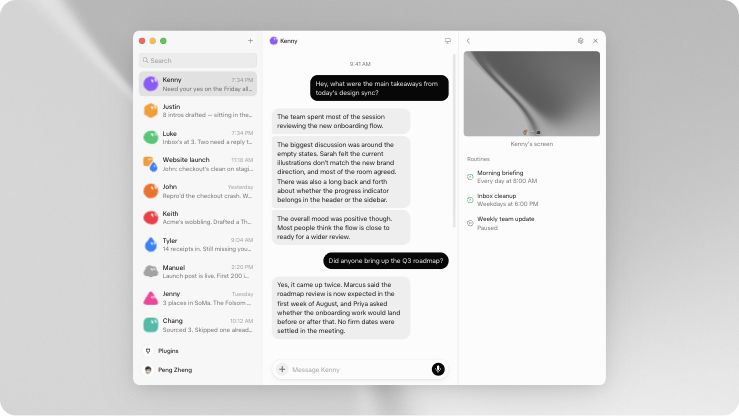 Search
Kenny 7:34 PM
Need your yes on the Friday all...
Justin
8 intros drafted — sitting in the...
Luke 7:34 PM
Inbox's at 3. Two need a reply t...
Website launch 11:18 AM
John: checkout's clean on stagi...
John Yesterday
Repro'd the checkout crash. W...
Keith
Acme's wobbling. Drafted a Th...
Tyler 9:04 AM
14 receipts in. Still missing you...
Manuel 2:20 PM
Launch post is live. First 200 i...
Jenny Tuesday
3 places in SoMa. The Folsom ...
Chang 10:12 AM
Sourced 3. Skipped one alread...
Plugins
Peng Zheng
Kenny
9:41 AM
Hey, what were the main takeaways from
today's design sync?
The team spent most of the session
reviewing the new onboarding flow.
The biggest discussion was around the
empty states. Sarah felt the current
illustrations don't match the new brand
direction, and most of the room agreed.
There was also a long back and forth
about whether the progress indicator
belongs in the header or the sidebar.
The overall mood was positive though.
Most people think the flow is close to
ready for a wider review.
Did anyone bring up the Q3 roadmap?
Yes, it came up twice. Marcus said the
roadmap review is now expected in the
first week of August, and Priya asked
whether the onboarding work would land
before or after that. No firm dates were
settled in the meeting.
Message Kenny
Kenny's screen
Routines
Morning briefing
Every day at 8:00 AM
Inbox cleanup
Weekdays at 6:00 PM
Weekly team update
Paused